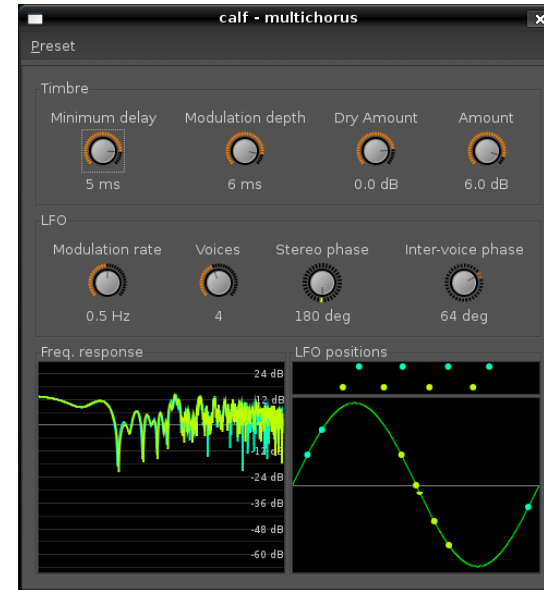 calf - multichorus
Preset
Timbre
Minimum delay Modulation depth Dry Amount Amount
5 ms 6 ms 0.0 dB 6.0 dB
LFO
Modulation rate Voices Stereo phase Inter-voice phase
0.5 Hz 4 180 deg 64 deg
Freq. response LFO positions
24 dB
12 dB
-12 dB
-24 dB
-36 dB
-48 dB
-60 dB